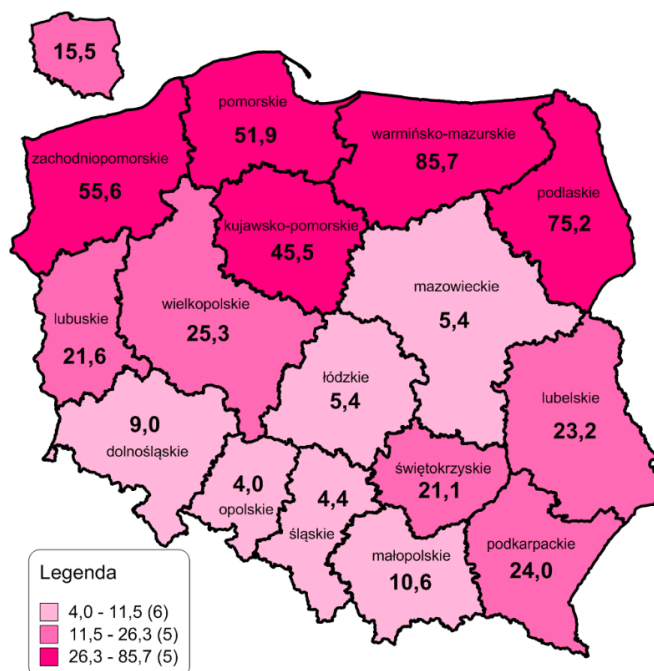 15,5
pomorskie
51,9
warmińsko-mazurskie
85,7
zachodniopomorskie
55,6
podlaskie
75,2
kujawsko-pomorskie
45,5
mazowieckie
5,4
wielkopolskie
25,3
lubuskie
21,6
łódzkie
5,4
lubelskie
23,2
9,0
dolnośląskie
świętokrzyskie
21,1
4,0
opolskie
4,4
śląskie
małopolskie
10,6
podkarpackie
24,0
Legenda
4,0 - 11,5 (6)
11,5 - 26,3 (5)
26,3 - 85,7 (5)